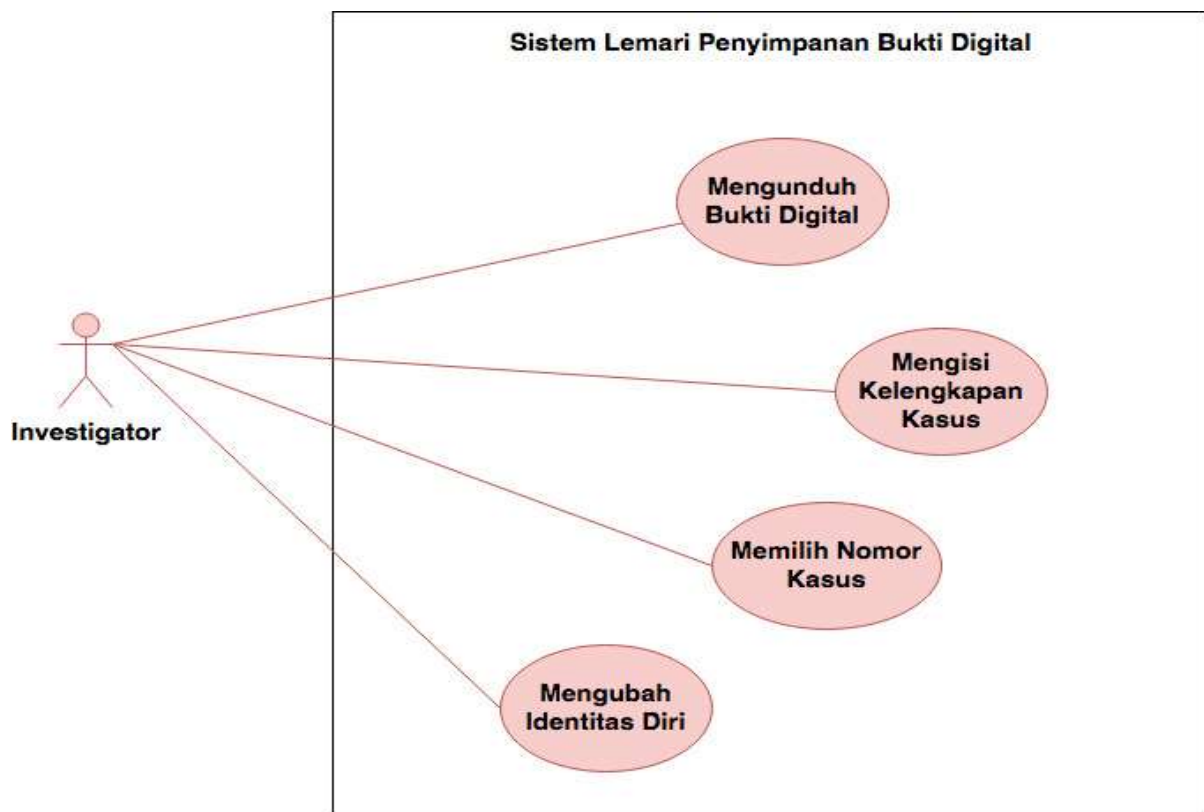 Sistem Lemari Penyimpanan Bukti Digital
Mengunduh
Bukti Digital
Mengisi
Kelengkapan
Kasus
Investigator
Memilih Nomor
Kasus
Mengubah
Identitas Diri